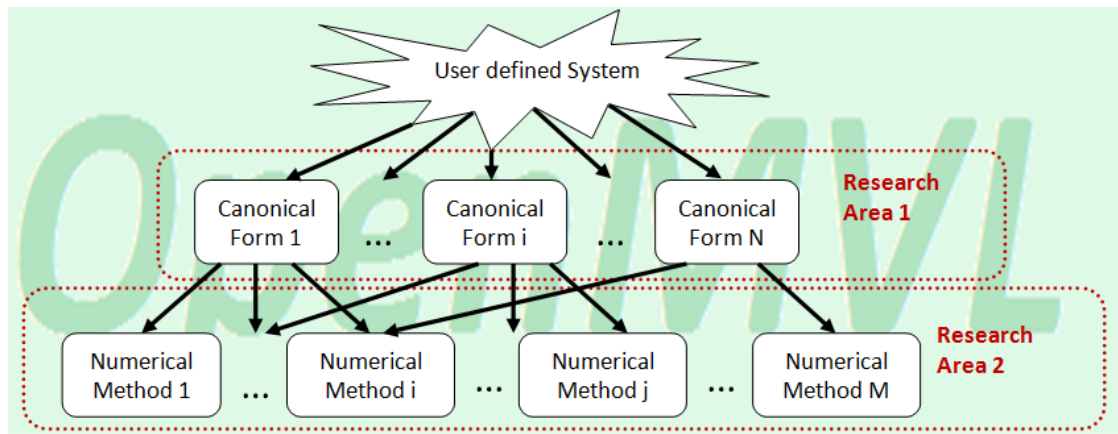 User defined System
OpenMVL
Research
Area 1
Canonical
Form 1
...
Canonical
Form i
...
Canonical
Form N
Research
Area 2
Numerical
Method 1
...
Numerical
Method i
...
Numerical
Method j
...
Numerical
Method M